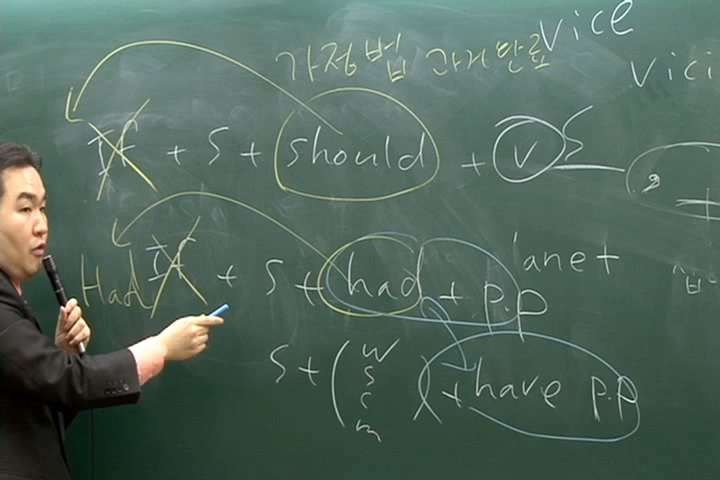 vice
가정법 과거완료
vici
If + S + should + v
Had If + S + had + p.p
lanet
S + ( w s c m ) + have p.p